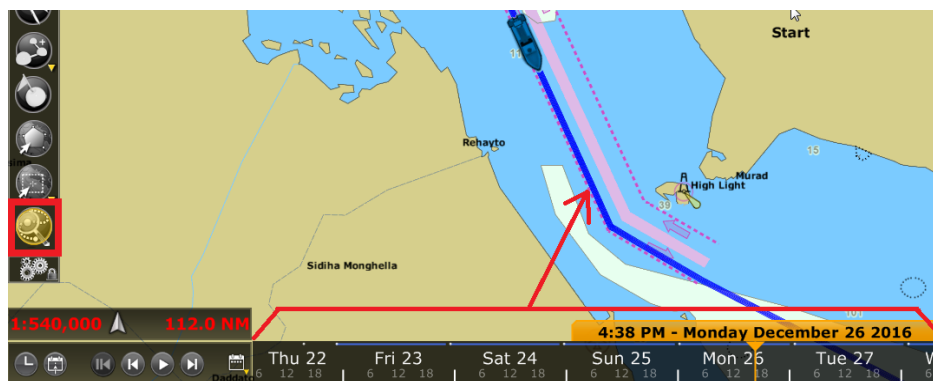 Start
11
15
Rehayto
Murad
High Light
39
Sidiha Monghella
101
1:540,000
112.0 NM
4:38 PM - Monday December 26 2016
Thu 22 Fri 23 Sat 24 Sun 25 Mon 26 Tue 27 W
6 12 18 6 12 18 6 12 18 6 12 18 6 12 18 6 12 18 6